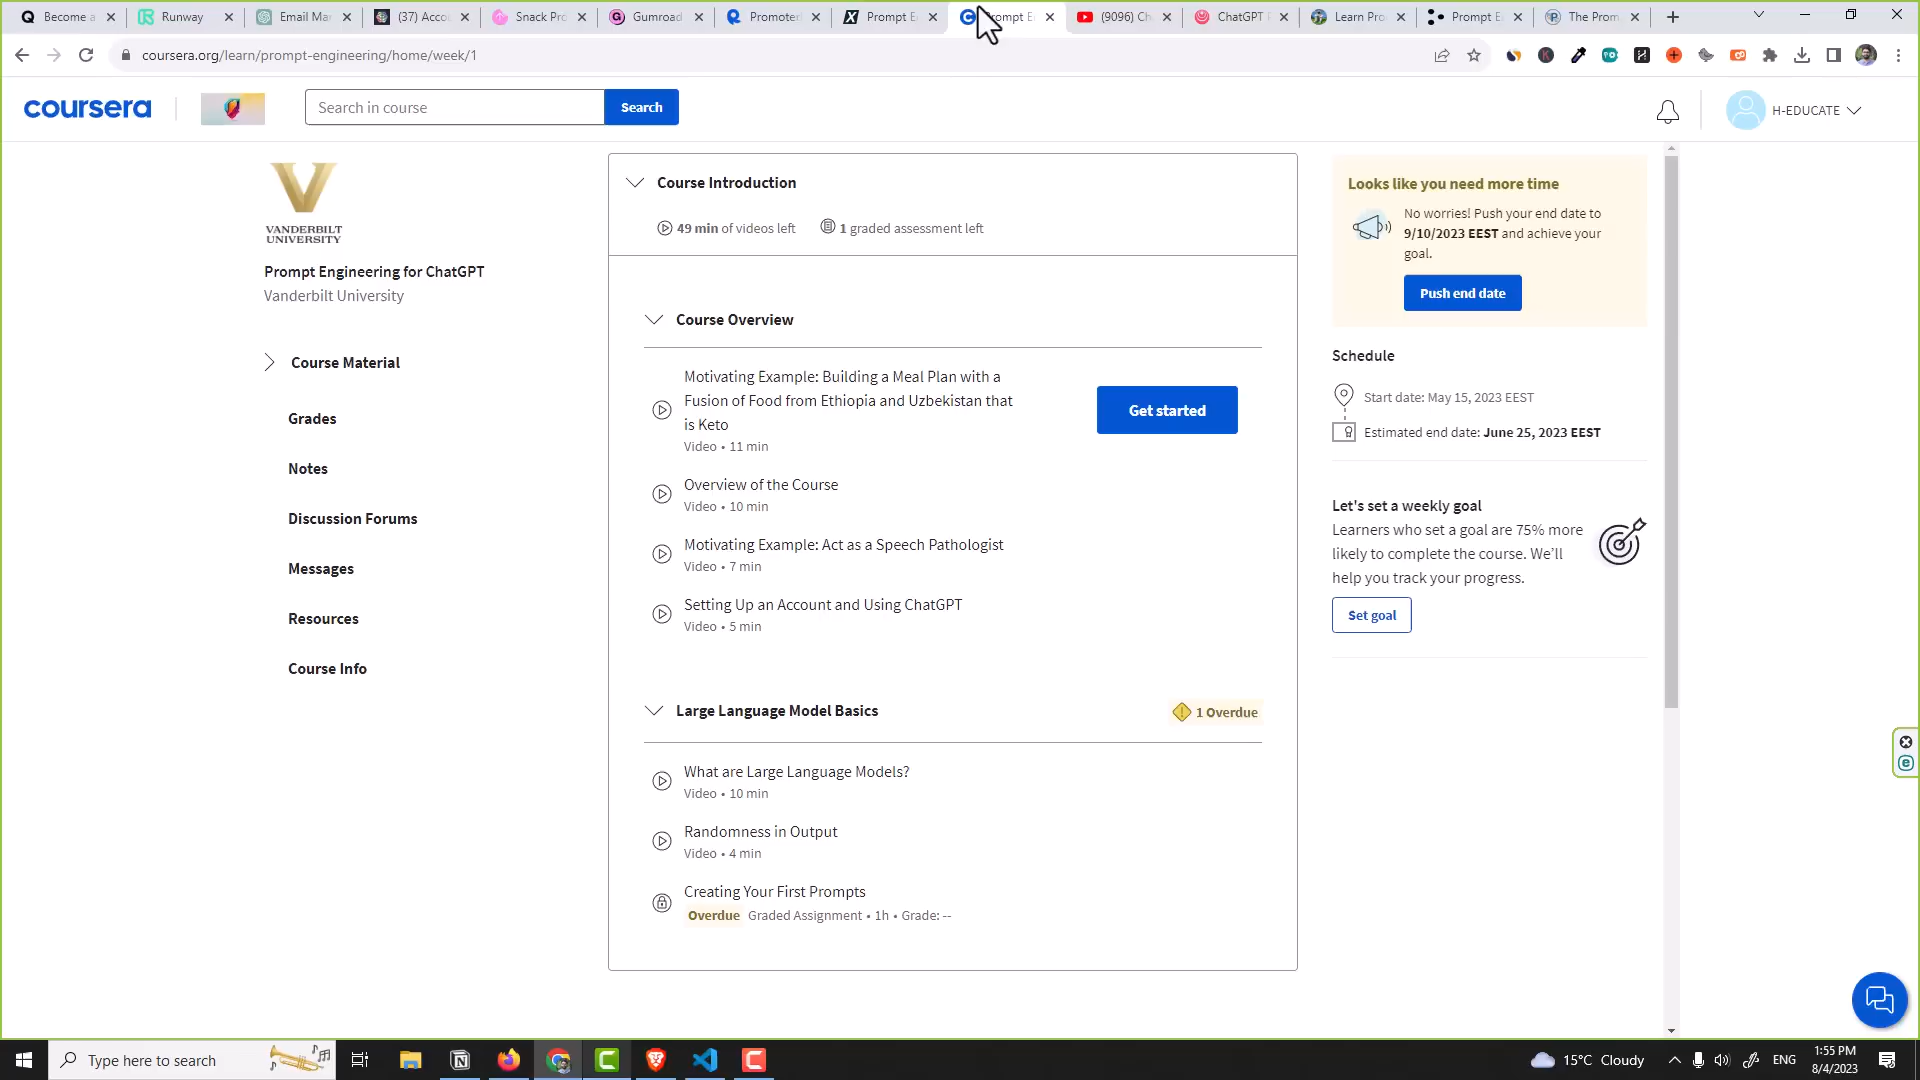 Become a
Runway
Email Mar
(37) Acco
Snack Pro
Gumroad
Promote
Prompt E
Prompt E
(9096) Ch
ChatGPT P
Learn Pro
Prompt E
The Prom
coursera.org/learn/prompt-engineering/home/week/1
coursera
Search in course
Search
H-EDUCATE
VANDERBILT
UNIVERSITY
Prompt Engineering for ChatGPT
Vanderbilt University
Course Material
Grades
Notes
Discussion Forums
Messages
Resources
Course Info
Course Introduction
49 min of videos left
1 graded assessment left
Course Overview
Motivating Example: Building a Meal Plan with a
Fusion of Food from Ethiopia and Uzbekistan that
is Keto
Video • 11 min
Get started
Overview of the Course
Video • 10 min
Motivating Example: Act as a Speech Pathologist
Video • 7 min
Setting Up an Account and Using ChatGPT
Video • 5 min
Large Language Model Basics
1 Overdue
What are Large Language Models?
Video • 10 min
Randomness in Output
Video • 4 min
Creating Your First Prompts
Overdue Graded Assignment • 1h • Grade: --
Looks like you need more time
No worries! Push your end date to
9/10/2023 EEST and achieve your
goal.
Push end date
Schedule
Start date: May 15, 2023 EEST
Estimated end date: June 25, 2023 EEST
Let's set a weekly goal
Learners who set a goal are 75% more
likely to complete the course. We'll
help you track your progress.
Set goal
Type here to search
15°C Cloudy
ENG
1:55 PM
8/4/2023